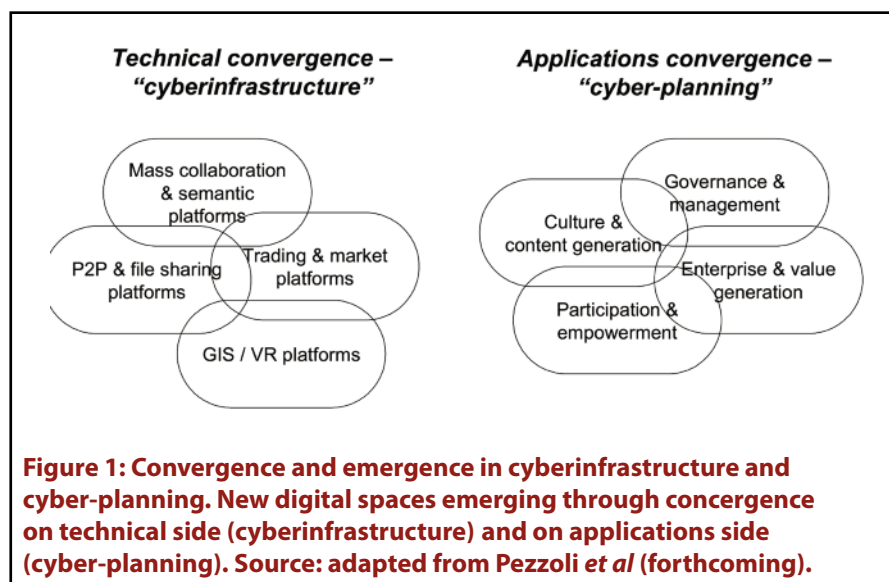 Technical convergence –
“cyberinfrastructure”
Applications convergence –
“cyber-planning”
Mass collaboration
& semantic
platforms
Trading & market
platforms
P2P & file sharing
platforms
GIS / VR platforms
Governance &
management
Culture &
content generation
Enterprise & value
generation
Participation &
empowerment
Figure 1: Convergence and emergence in cyberinfrastructure and
cyber-planning. New digital spaces emerging through concergence
on technical side (cyberinfrastructure) and on applications side
(cyber-planning). Source: adapted from Pezzoli et al (forthcoming).